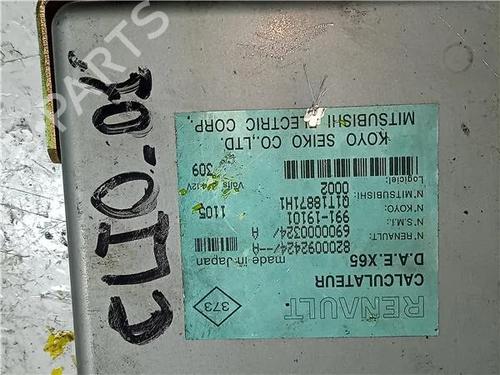 RENAULT
373
CALCULATEUR
D.A.E.X65
made in Japan
N°RENAULT: 8200092424/--A
N°S.M.I.: 6900000324/ A
N°KOYO: 991-19101
N°MITSUBISHI: Q1T18871H1
0002
1105
Logiciel: 309
Volts
12V
KOYO SEIKO CO.,LTD.
MITSUBISHI ELECTRIC CORP.
CLIO-08
PARTS